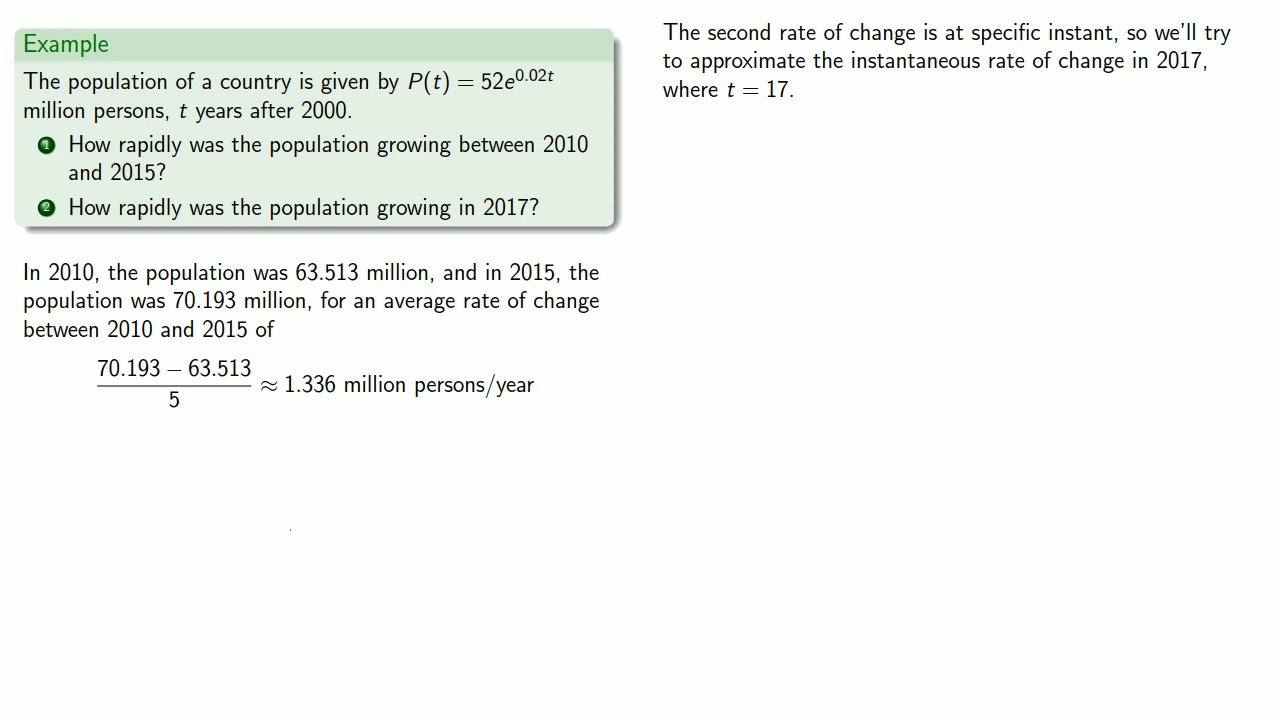 Example
The population of a country is given by P(t) = 52e^{0.02t}
million persons, t years after 2000.
1 How rapidly was the population growing between 2010
and 2015?
2 How rapidly was the population growing in 2017?
In 2010, the population was 63.513 million, and in 2015, the
population was 70.193 million, for an average rate of change
between 2010 and 2015 of
70.193 − 63.513
5
≈ 1.336 million persons/year
The second rate of change is at specific instant, so we'll try
to approximate the instantaneous rate of change in 2017,
where t = 17.